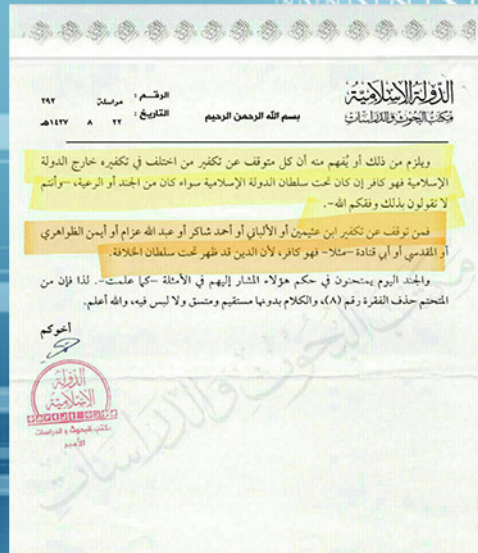 الدولة الإسلامية
مكتب البحوث والدراسات
الرقم : مراسلة ٢٩٢
التاريخ : ٢٢ ٨ ١٤٣٧هـ
بسم الله الرحمن الرحيم
ويلزم من ذلك أو يُفهم منه أن كل متوقف عن تكفير من اختلف في تكفيره خارج الدولة
الإسلامية فهو كافر إن كان تحت سلطان الدولة الإسلامية سواء كان من الجند أو الرعية، –وأنتم
لا تقولون بذلك وفقكم الله-.
فمن توقف عن تكفير ابن عثيمين أو الألباني أو أحمد شاكر أو عبد الله عزام أو أيمن الظواهري
أو المقدسي أو أبي قتادة –مثلا- فهو كافر، لأن الدين قد ظهر تحت سلطان الخلافة.
والجند اليوم يمتحنون في حكم هؤلاء المشار إليهم في الأمثلة –كما علمت-. لذا فإن من
المتحتم حذف الفقرة رقم (٨)، والكلام بدونها مستقيم ومتسق ولا لبس فيه، والله أعلم.
أخوكم
الدولة
الإسلامية
مكتب البحوث و الدراسات
الأمير
مكتب البحوث والدراسات